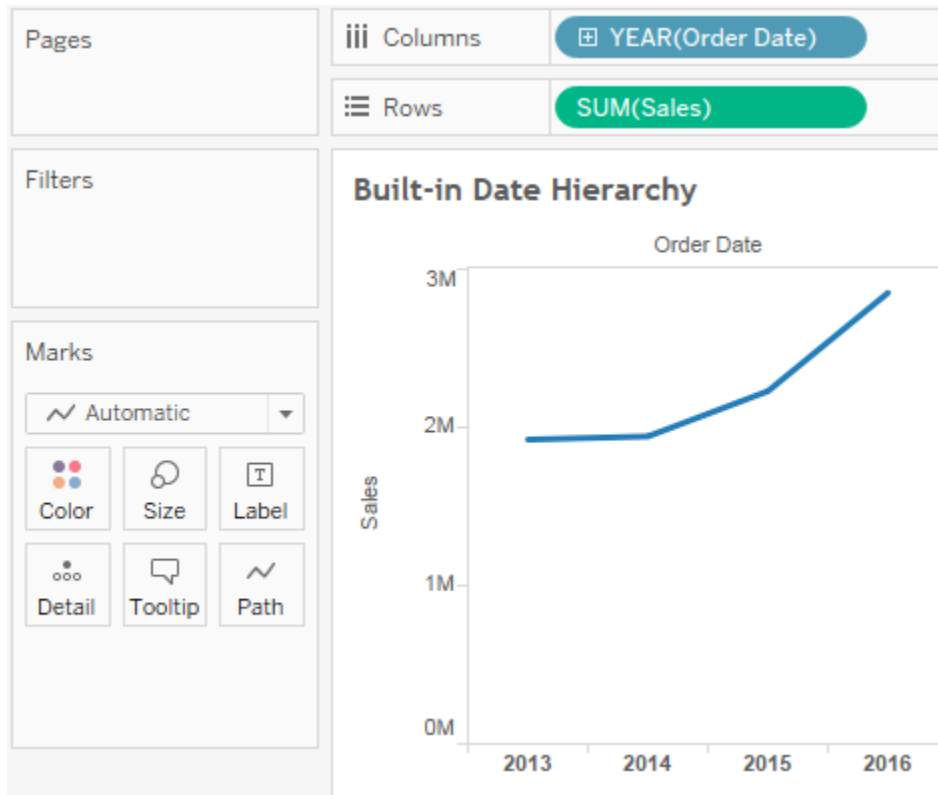 Pages
Columns
YEAR(Order Date)
Rows
SUM(Sales)
Filters
Marks
Automatic
Color
Size
T
Label
Detail
Tooltip
Path
Built-in Date Hierarchy
Order Date
3M
2M
1M
0M
Sales
2013 2014 2015 2016